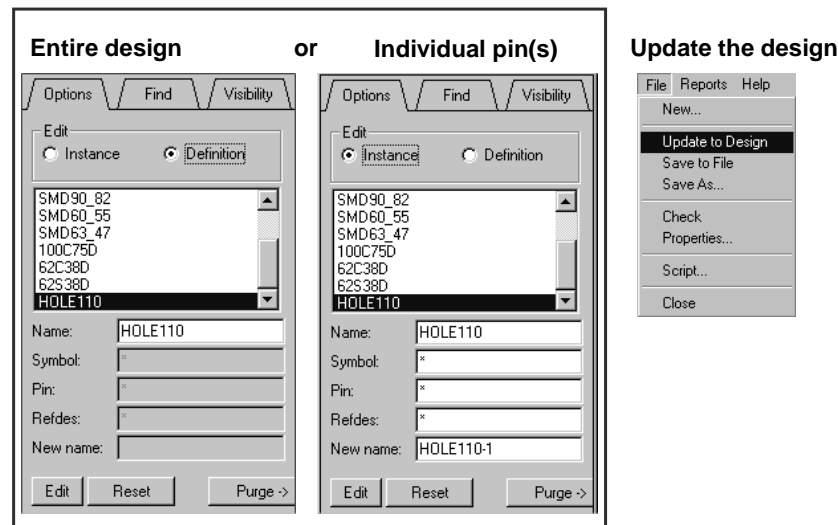 Entire design or Individual pin(s) Update the design
Options Find Visibility
Edit
Instance Definition
SMD90_82
SMD60_55
SMD63_47
100C75D
62C38D
62S38D
HOLE110
Name: HOLE110
Symbol: *
Pin: *
Refdes: *
New name:
Edit Reset Purge ->
Options Find Visibility
Edit
Instance Definition
SMD90_82
SMD60_55
SMD63_47
100C75D
62C38D
62S38D
HOLE110
Name: HOLE110
Symbol: *
Pin: *
Refdes: *
New name: HOLE110-1
Edit Reset Purge ->
File Reports Help
New...
Update to Design
Save to File
Save As...
Check
Properties...
Script...
Close